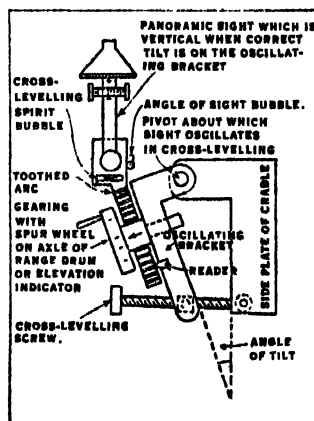 PANORAMIC SIGHT WHICH IS
VERTICAL WHEN CORRECT
TILT IS ON THE OSCILLAT-
ING BRACKET
CROSS-
LEVELLING
SPIRIT
BUBBLE
ANGLE OF SIGHT BUBBLE.
PIVOT ABOUT WHICH
SIGHT OSCILLATES
IN CROSS-LEVELLING
TOOTHED
ARC
GEARING
WITH
SPUR WHEEL
ON AXLE OF
RANGE DRUM
OR ELEVATION
INDICATOR
OSCILLATING
BRACKET
READER
SIDE PLATE OF CRADLE
CROSS-LEVELLING
SCREW.
ANGLE
OF TILT